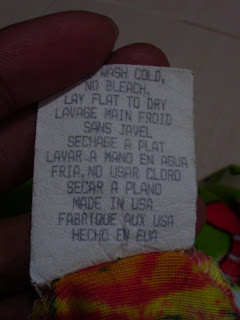 WASH COLD,
NO BLEACH,
LAY FLAT TO DRY
LAVAGE MAIN FROID
SANS JAVEL
SECHAGE A PLAT
LAVAR A MANO EN AGUA
FRIA, NO USAR CLORO
SECAR A PLANO
MADE IN USA
FABRIQUE AUX USA
HECHO EN EUA